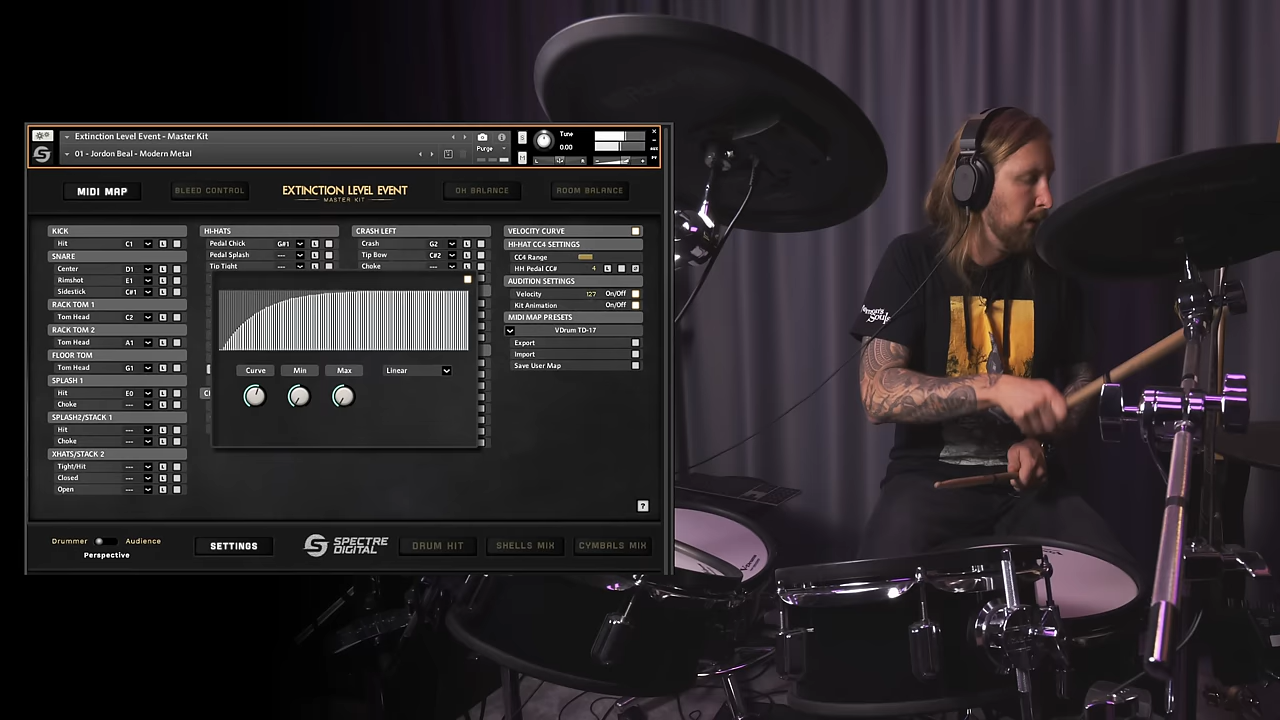 Extinction Level Event - Master Kit
01 - Jordon Beal - Modern Metal
Purge
S
M
Tune
0.00
L
R
AUX
PV
MIDI MAP
BLEED CONTROL
EXTINCTION LEVEL EVENT
MASTER KIT
OH BALANCE
ROOM BALANCE
KICK
Hit C1 L
SNARE
Center D1 L
Rimshot E1 L
Sidestick C#1 L
RACK TOM 1
Tom Head C2 L
RACK TOM 2
Tom Head A1 L
FLOOR TOM
Tom Head G1 L
SPLASH 1
Hit E0 L
Choke --- L
SPLASH2/STACK 1
Hit --- L
Choke --- L
XHATS/STACK 2
Tight/Hit --- L
Closed --- L
Open --- L
HI-HATS
Pedal Chick G#1 L
Pedal Splash --- L
Tip Tight L
CRASH LEFT
Crash G2 L
Tip Bow C#2 L
Choke --- L
Curve
Min
Max
Linear
VELOCITY CURVE
HI-HAT CC4 SETTINGS
CC4 Range
HH Pedal CC# 4 L
AUDITION SETTINGS
Velocity 127 On/Off
Kit Animation On/Off
MIDI MAP PRESETS
VDrum TD-17
Export
Import
Save User Map
?
Drummer
Audience
Perspective
SETTINGS
SPECTRE
DIGITAL
DRUM HIT
SHELLS MIX
CYMBALS MIX